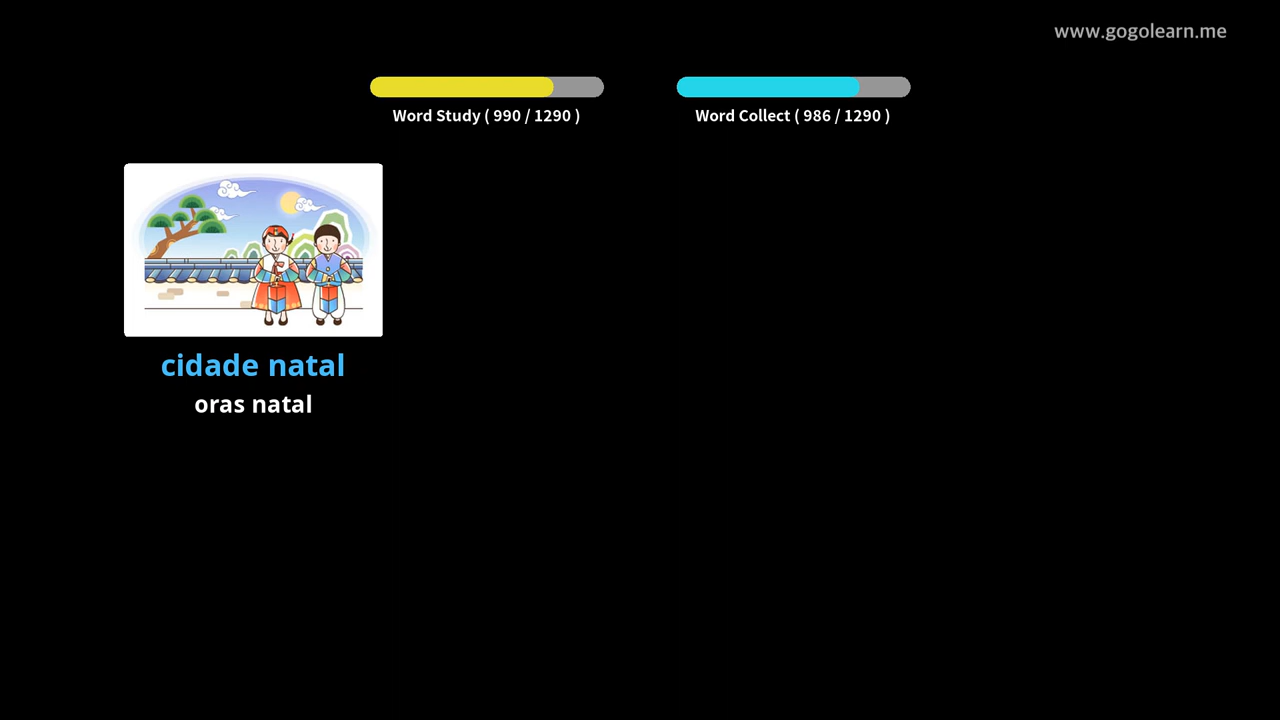 www.gogolearn.me
Word Study ( 990 / 1290 )
Word Collect ( 986 / 1290 )
cidade natal
oras natal